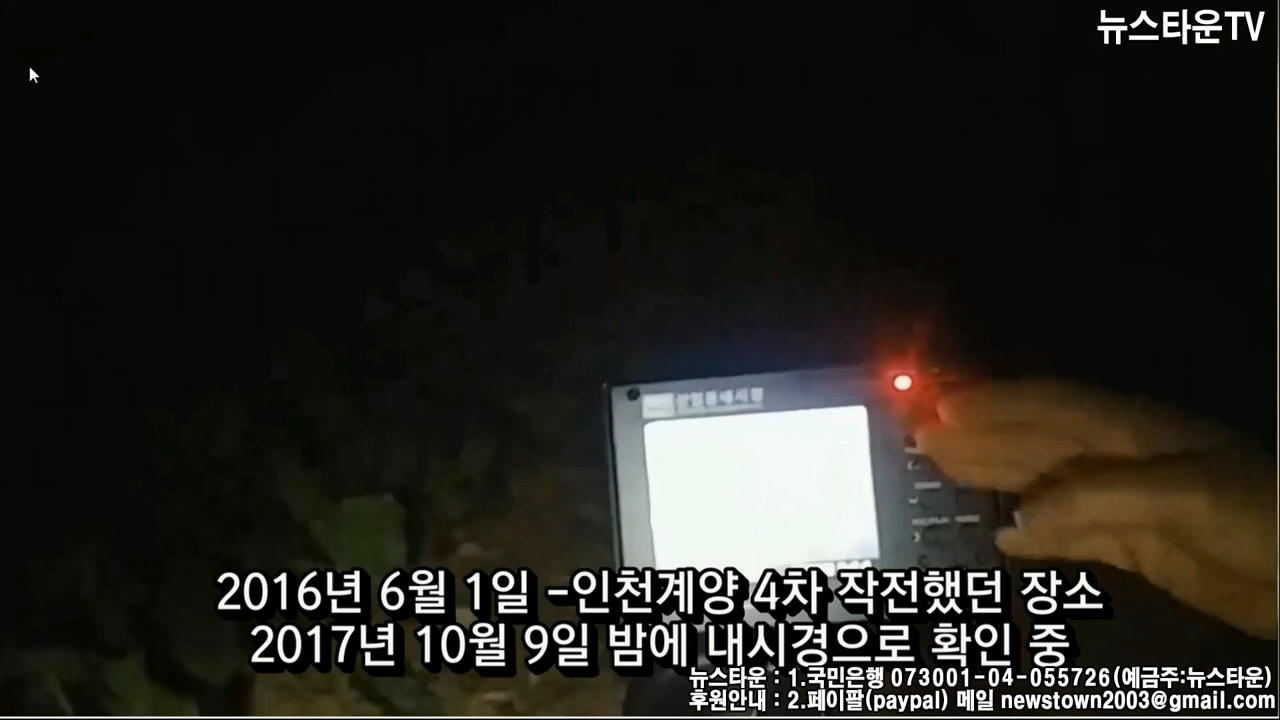 뉴스타운TV
2016년 6월 1일 -인천계양 4차 작전했던 장소
2017년 10월 9일 밤에 내시경으로 확인 중
뉴스타운 : 1.국민은행 073001-04-055726(예금주:뉴스타운)
후원안내 : 2.페이팔(paypal) 메일 newstown2003@gmail.com